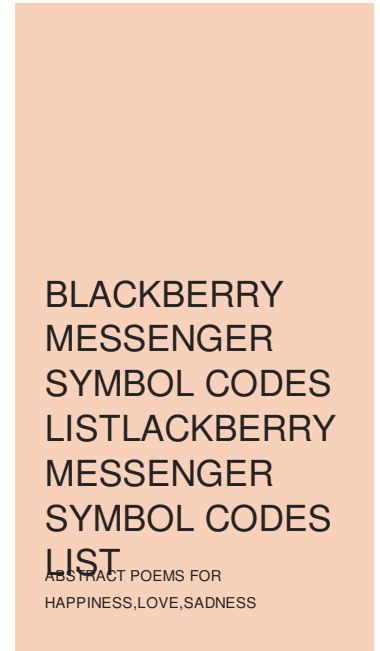 BLACKBERRY
MESSENGER
SYMBOL CODES
LISTLACKBERRY
MESSENGER
SYMBOL CODES
LIST
ABSTRACT POEMS FOR
HAPPINESS,LOVE,SADNESS